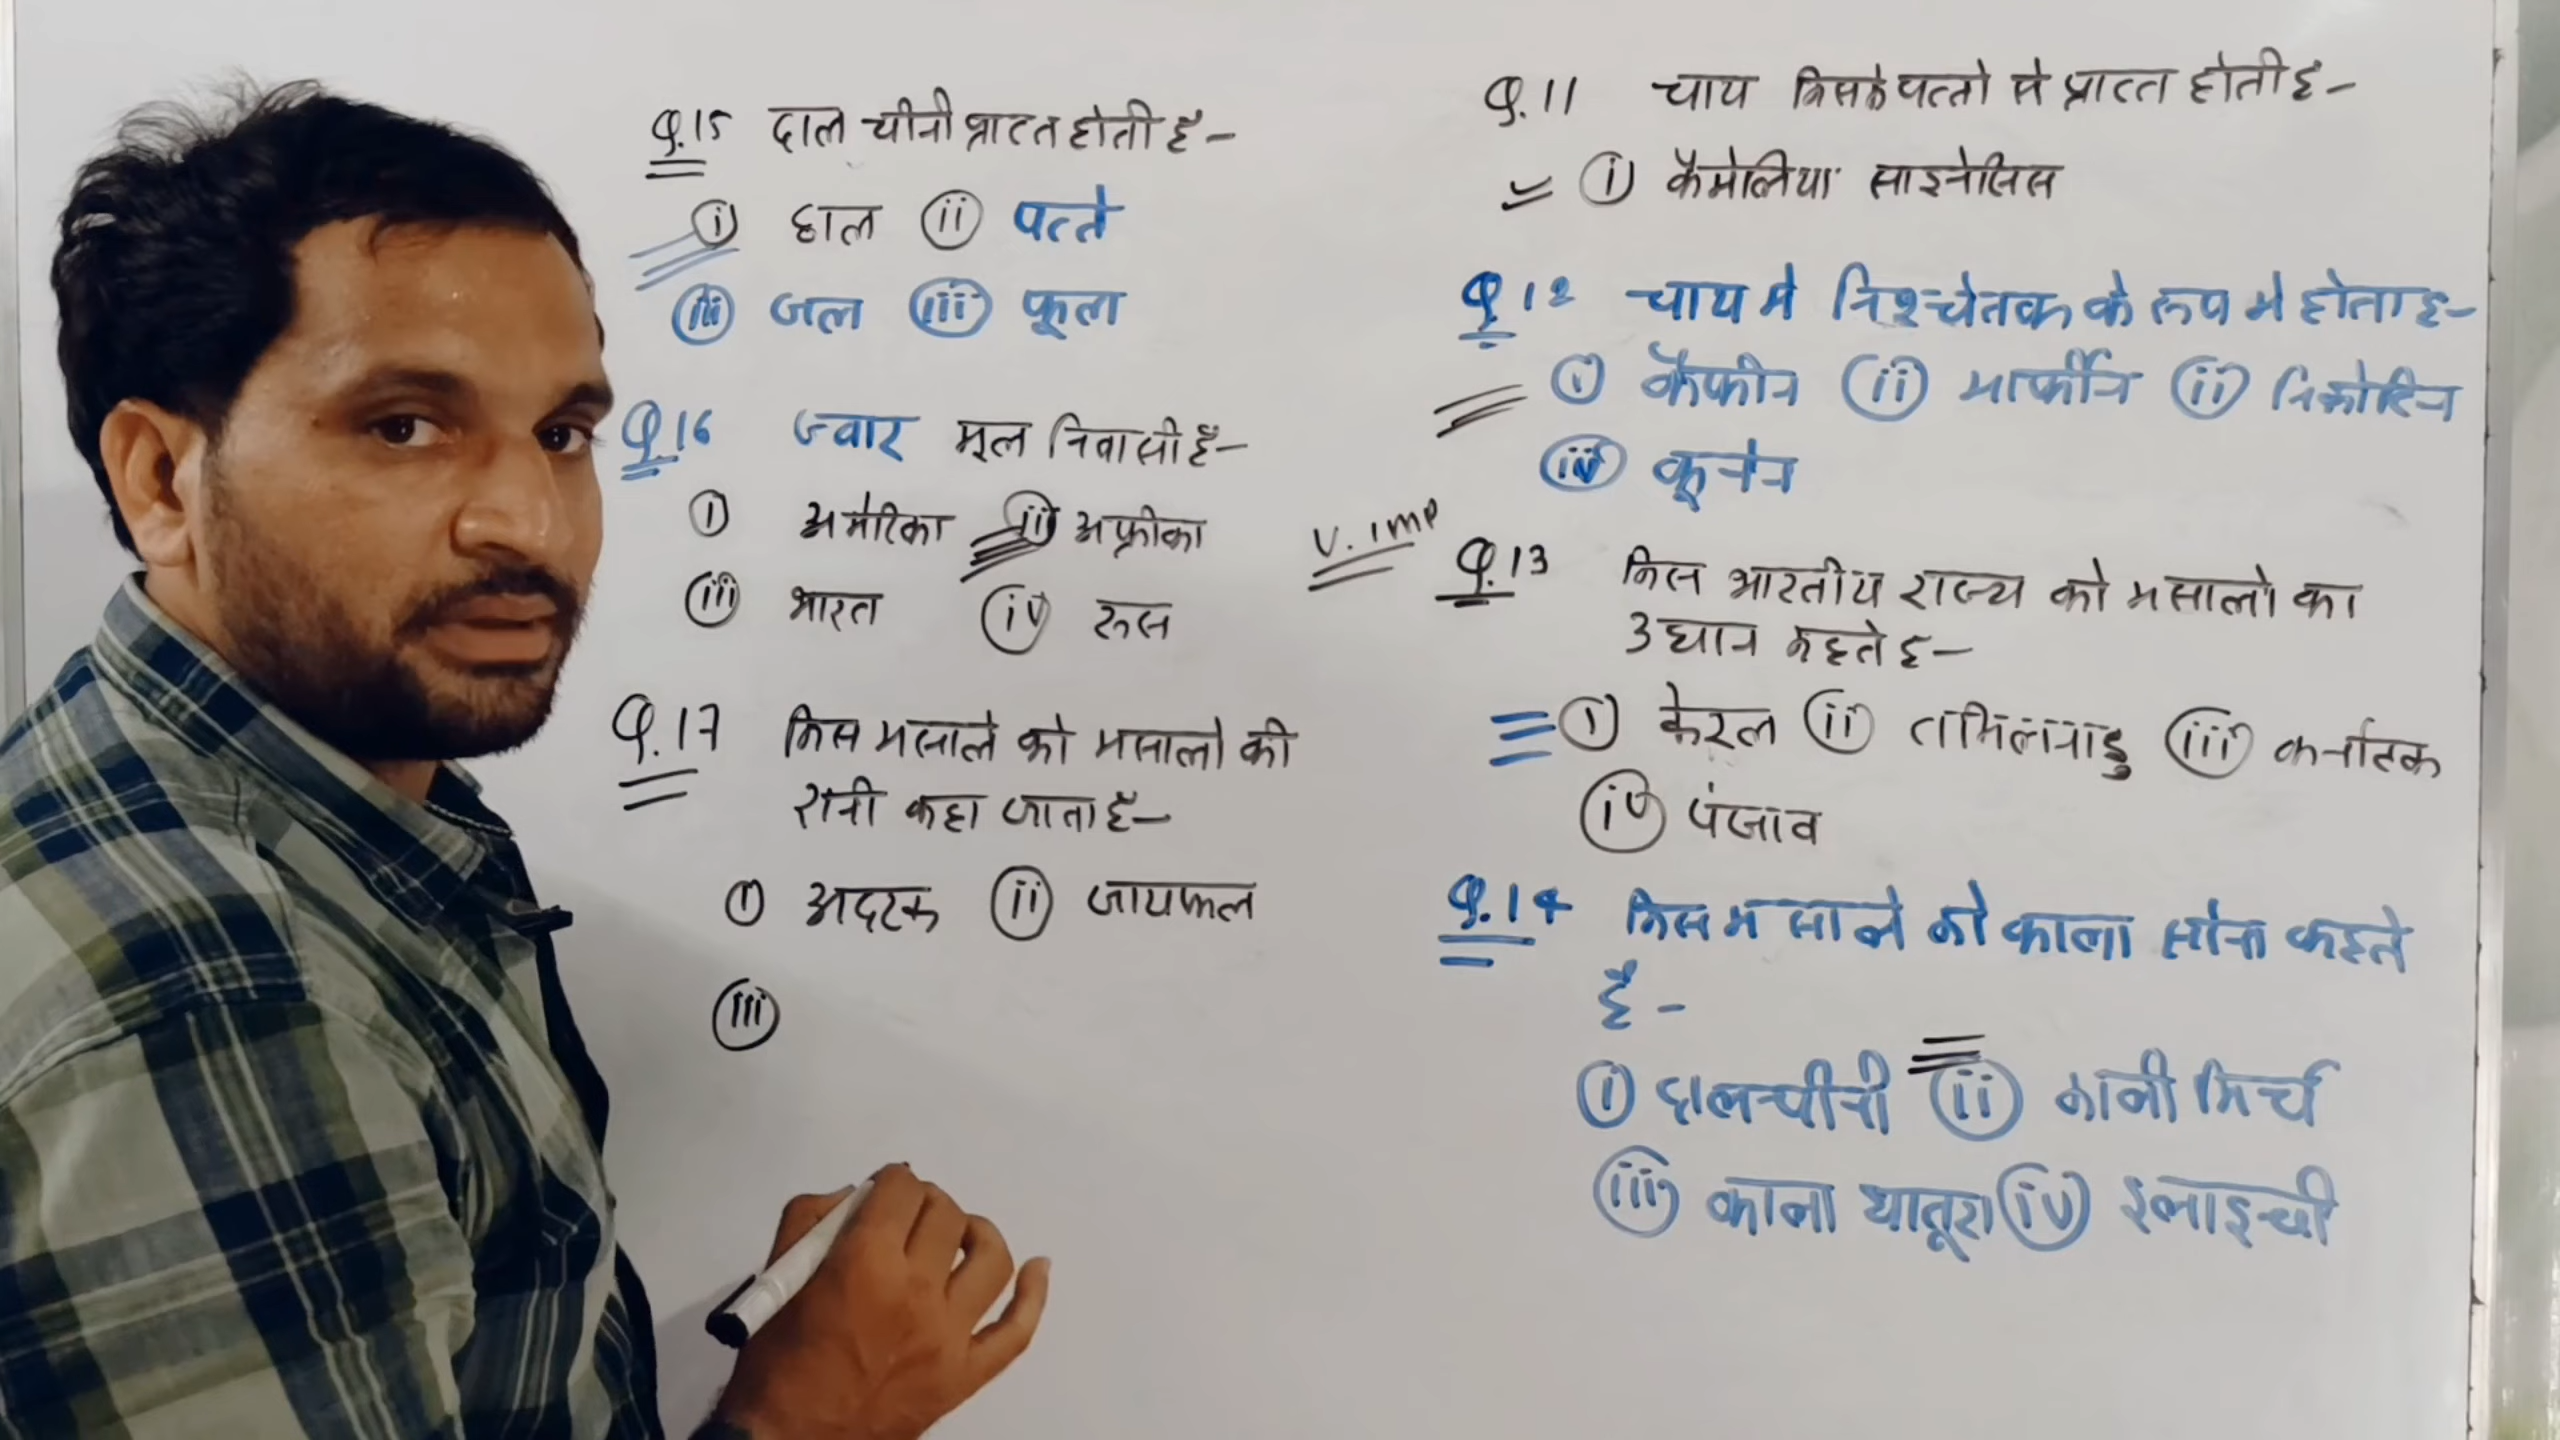 Q.11 चाय किसके पत्तो से प्राप्त होती है-
(i) कैमेलिया साइनेसिस
Q.12 चाय मे निश्चेतक के रूप मे होता है-
(i) कैफीन (ii) मार्फीन (ii) निकोटिन
(iv) कूनेन
V. Imp Q.13 किस भारतीय राज्य को मसालो का
उद्यान कहते है-
(i) केरल (ii) तामिलनाडु (iii) कर्नाटक
(iv) पंजाव
Q.14 किस मसाले को काला सोना कहते
है -
(i) दालचीनी (ii) काली मिर्च
(iii) काला धातूरा (iv) इलाइची
Q.15 दाल चीनी प्राप्त होती है-
(i) छाल (ii) पत्ते
(iii) जल (iii) फूल
Q.16 ज्वार मूल निवासी है-
(i) अमेरिका (ii) अफ्रीका
(iii) भारत (iv) रूस
Q.17 किस मसाले को मसालो की
रानी कहा जाता है-
(i) अदरक (ii) जायफल
(iii)